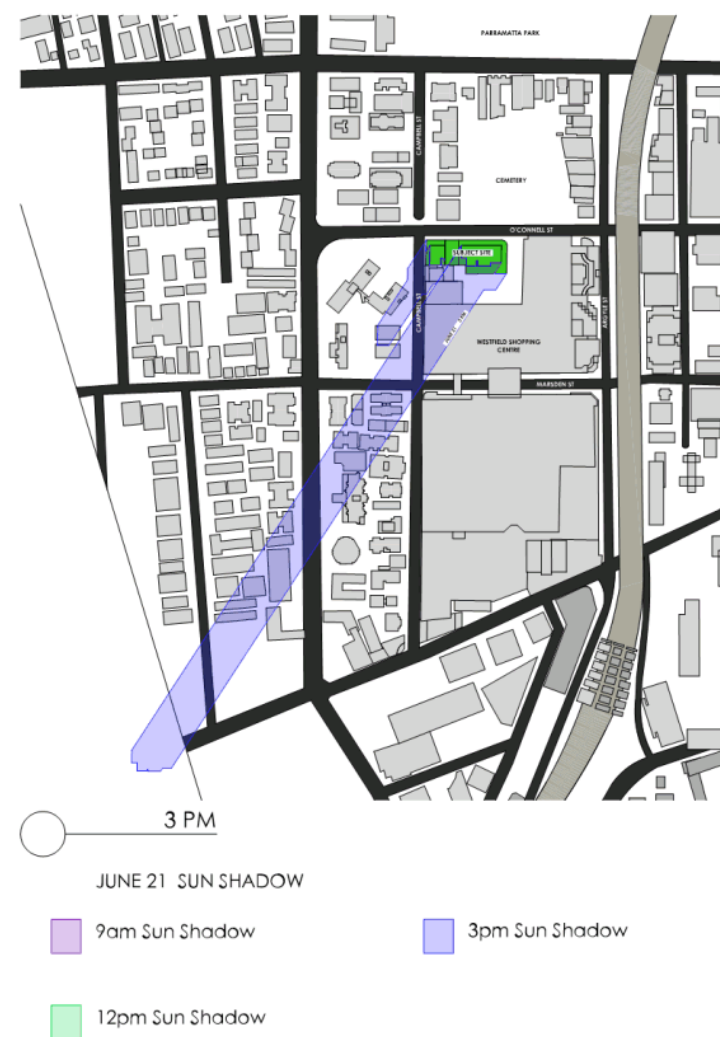 PARRAMATTA PARK
CAMPBELL ST
CEMETERY
O'CONNELL ST
SUBJECT SITE
CAMPBELL ST
ARGYLE ST
WESTFIELD SHOPPING
CENTRE
MARSDEN ST
3 PM
JUNE 21 SUN SHADOW
9am Sun Shadow
3pm Sun Shadow
12pm Sun Shadow